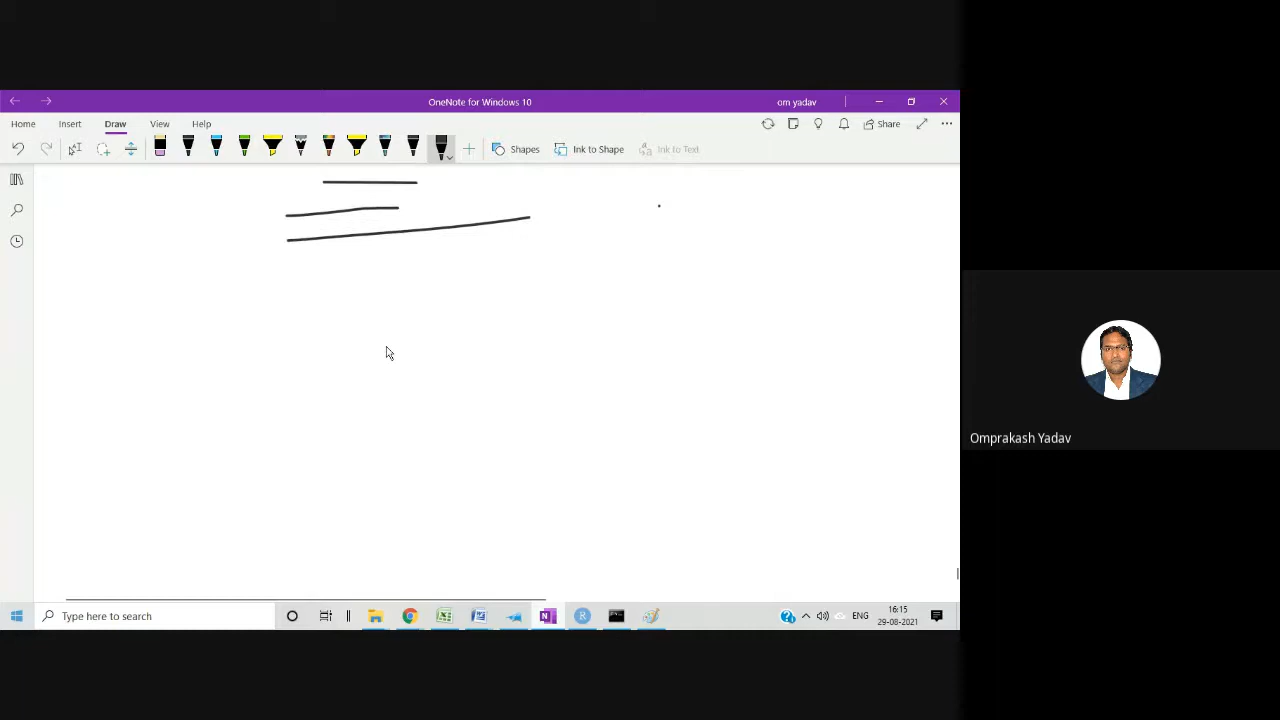 OneNote for Windows 10
om yadav
Home Insert Draw View Help
Share
Shapes
Ink to Shape
Ink to Text
Omprakash Yadav
Type here to search
ENG
16:15
29-08-2021